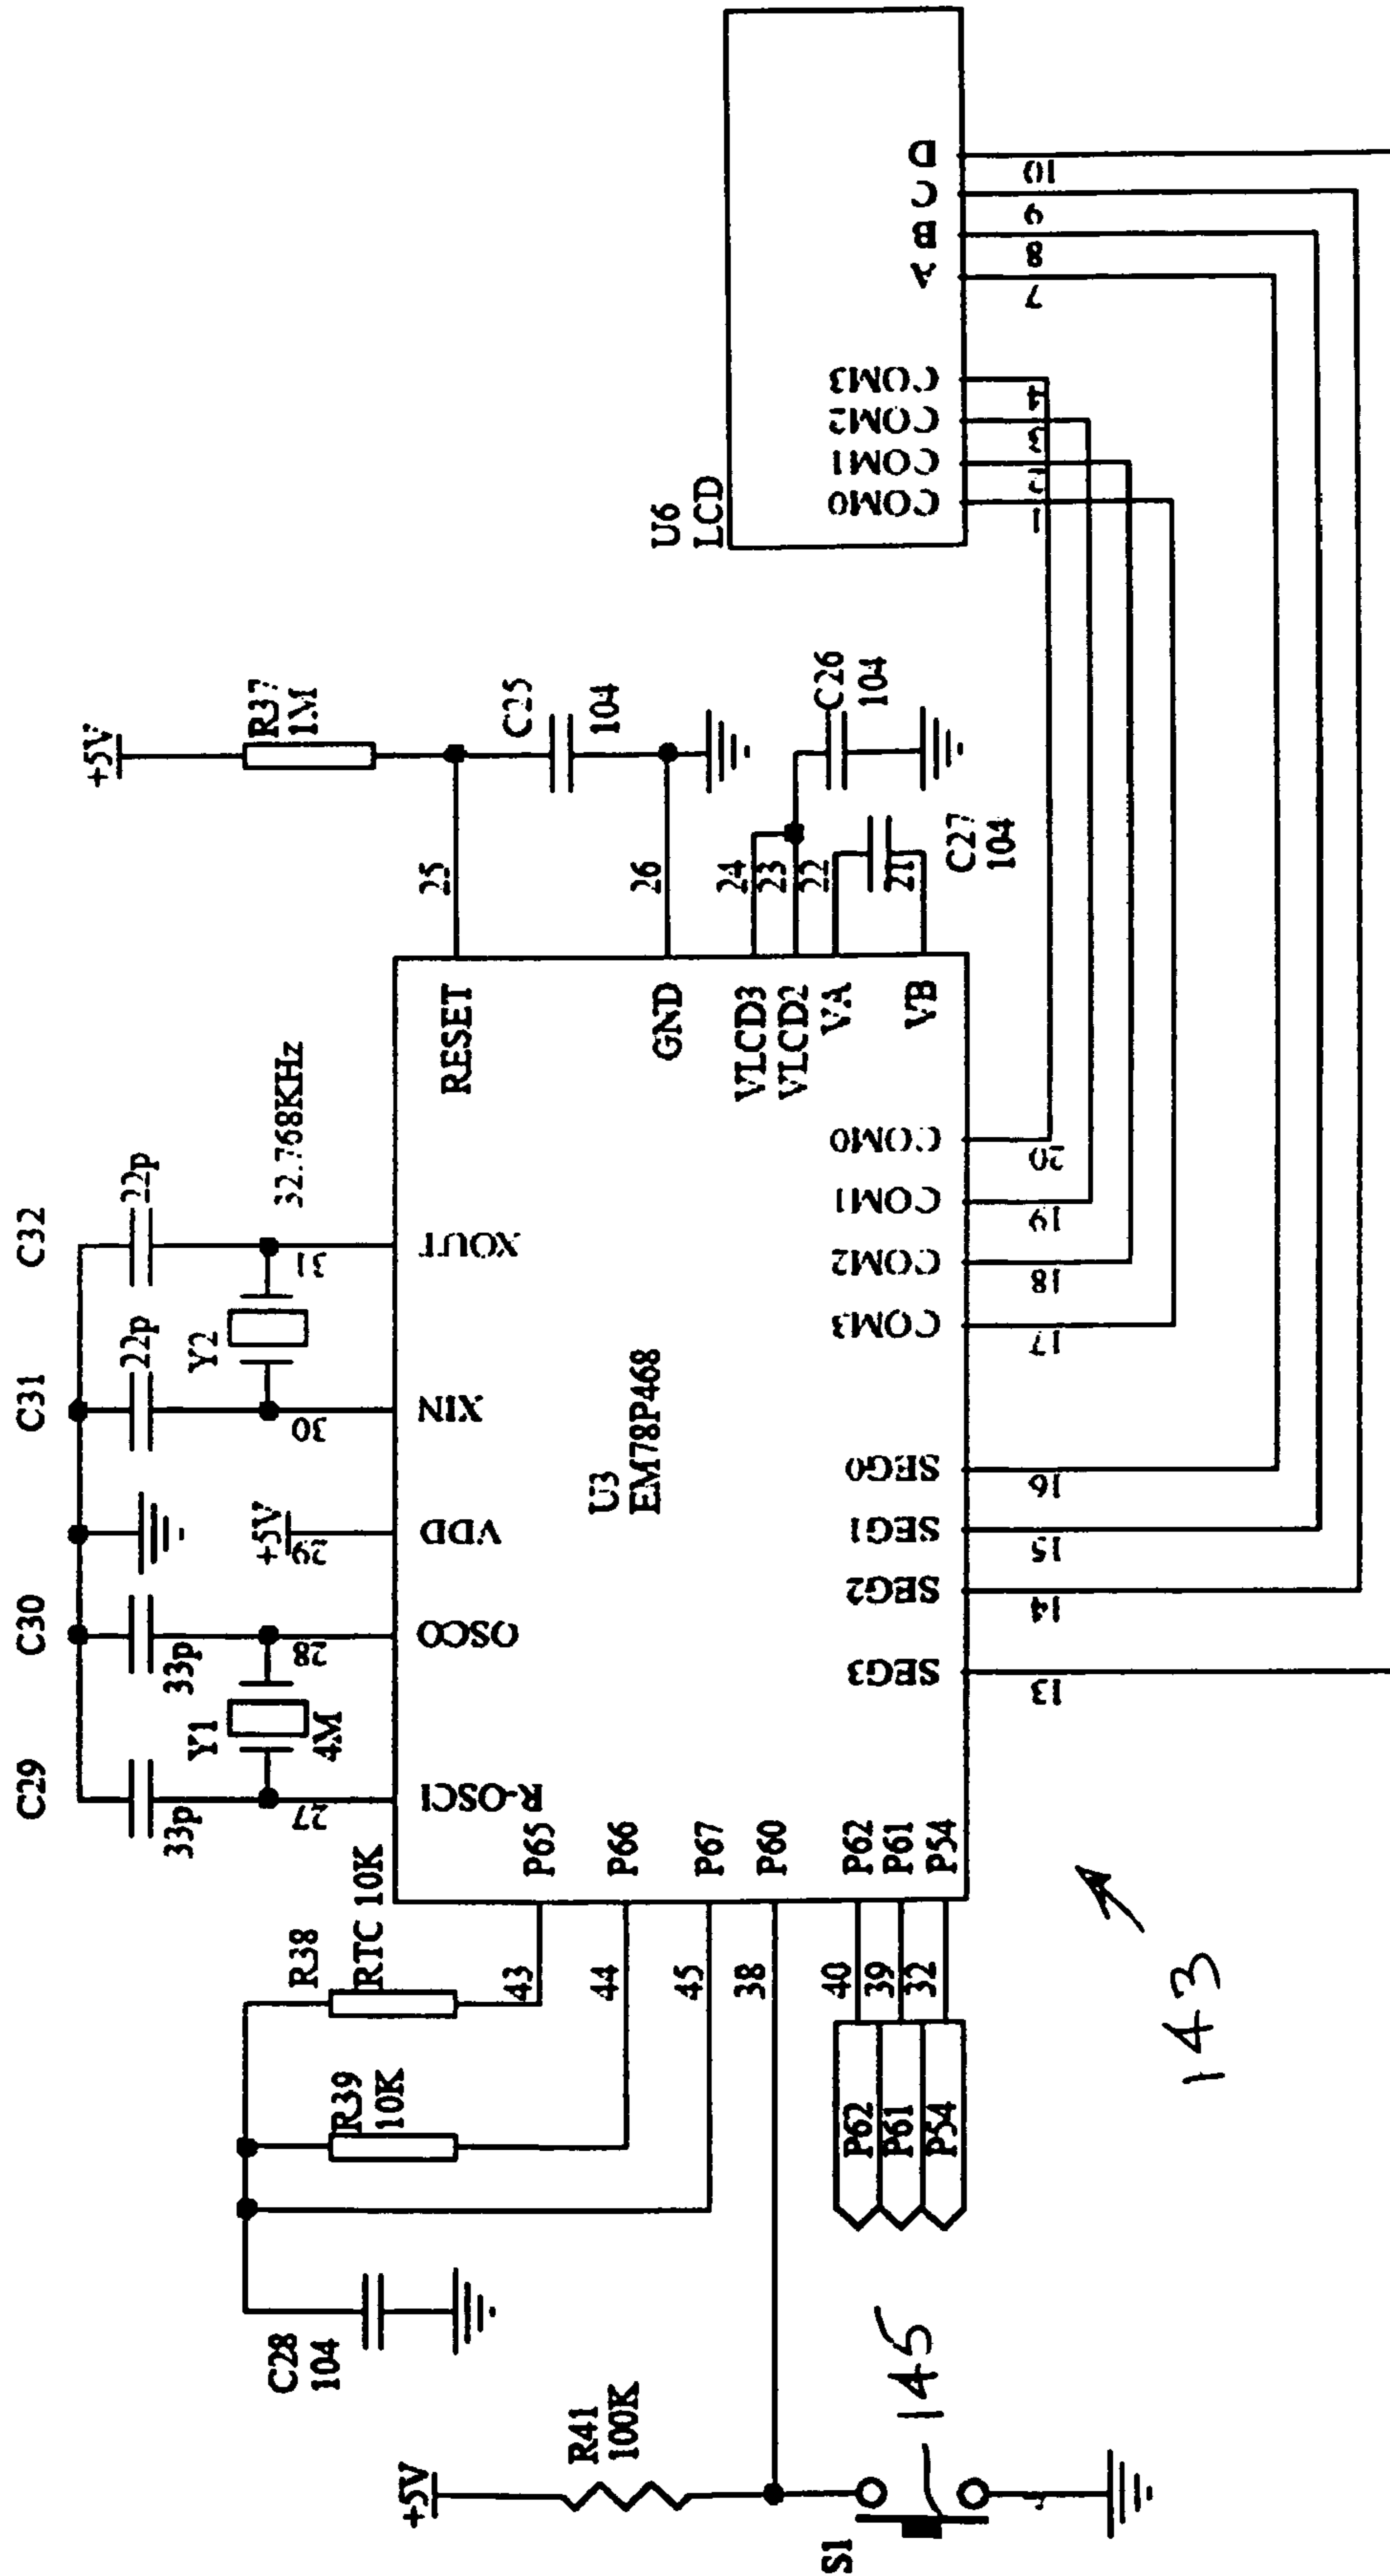 C29
C30
C31
C32
33p
33p
22p
22p
Y1
4M
Y2
32.768KHz
+5V
27
28
29
30
31
R-OSCI
OSCO
VDD
XIN
XOUT
+5V
R37
1M
C25
104
25
26
24
23
22
21
C26
104
C27
104
RESET
GND
VLCD3
VLCD2
VA
VB
U3
EM78P468
R38
RTC 10K
R39
10K
C28
104
43
44
45
38
40
39
32
P65
P66
P67
P60
P62
P61
P54
P62
P61
P54
+5V
R41
100K
S1
145
SEG3
SEG2
SEG1
SEG0
COM3
COM2
COM1
COM0
13
14
15
16
17
18
19
20
U6
LCD
COM0
COM1
COM2
COM3
A
B
C
D
1
2
3
4
7
8
9
10
143